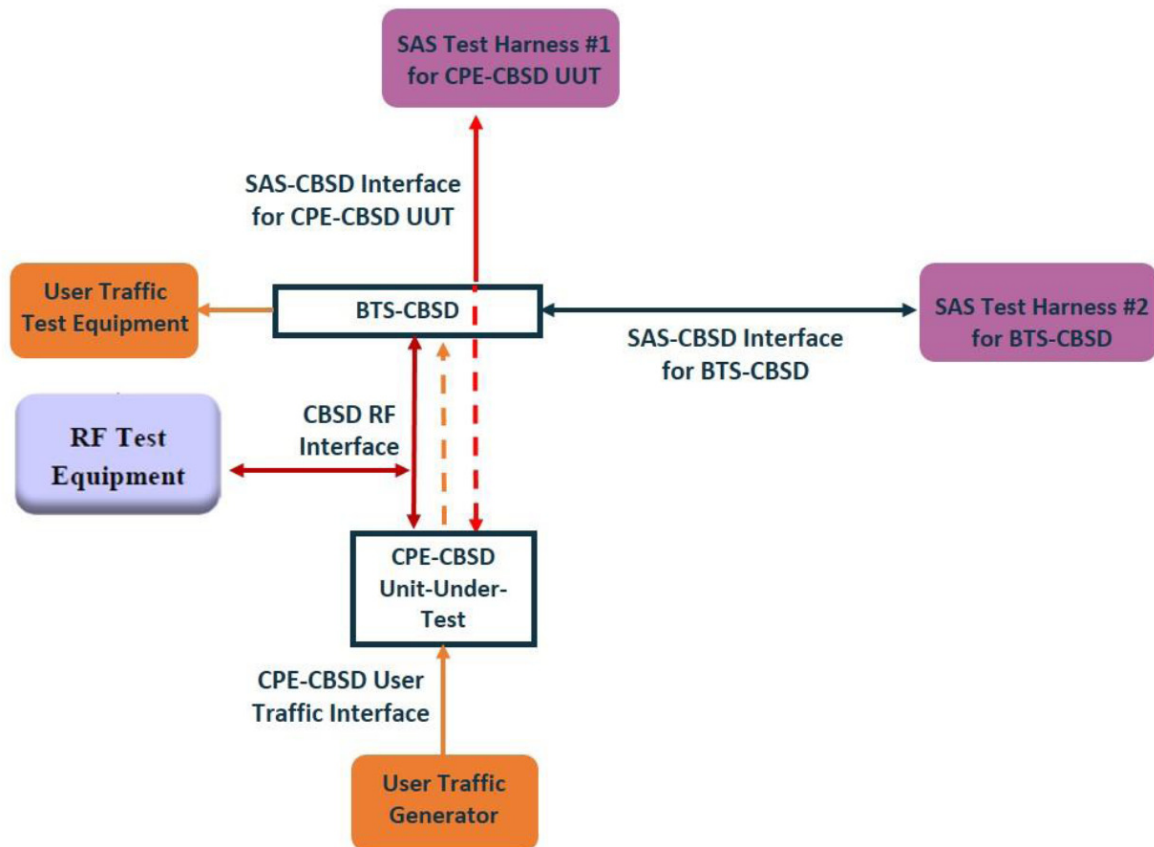 SAS Test Harness #1
for CPE-CBSD UUT
SAS-CBSD Interface
for CPE-CBSD UUT
User Traffic
Test Equipment
BTS-CBSD
SAS Test Harness #2
for BTS-CBSD
SAS-CBSD Interface
for BTS-CBSD
RF Test
Equipment
CBSD RF
Interface
CPE-CBSD
Unit-Under-
Test
CPE-CBSD User
Traffic Interface
User Traffic
Generator